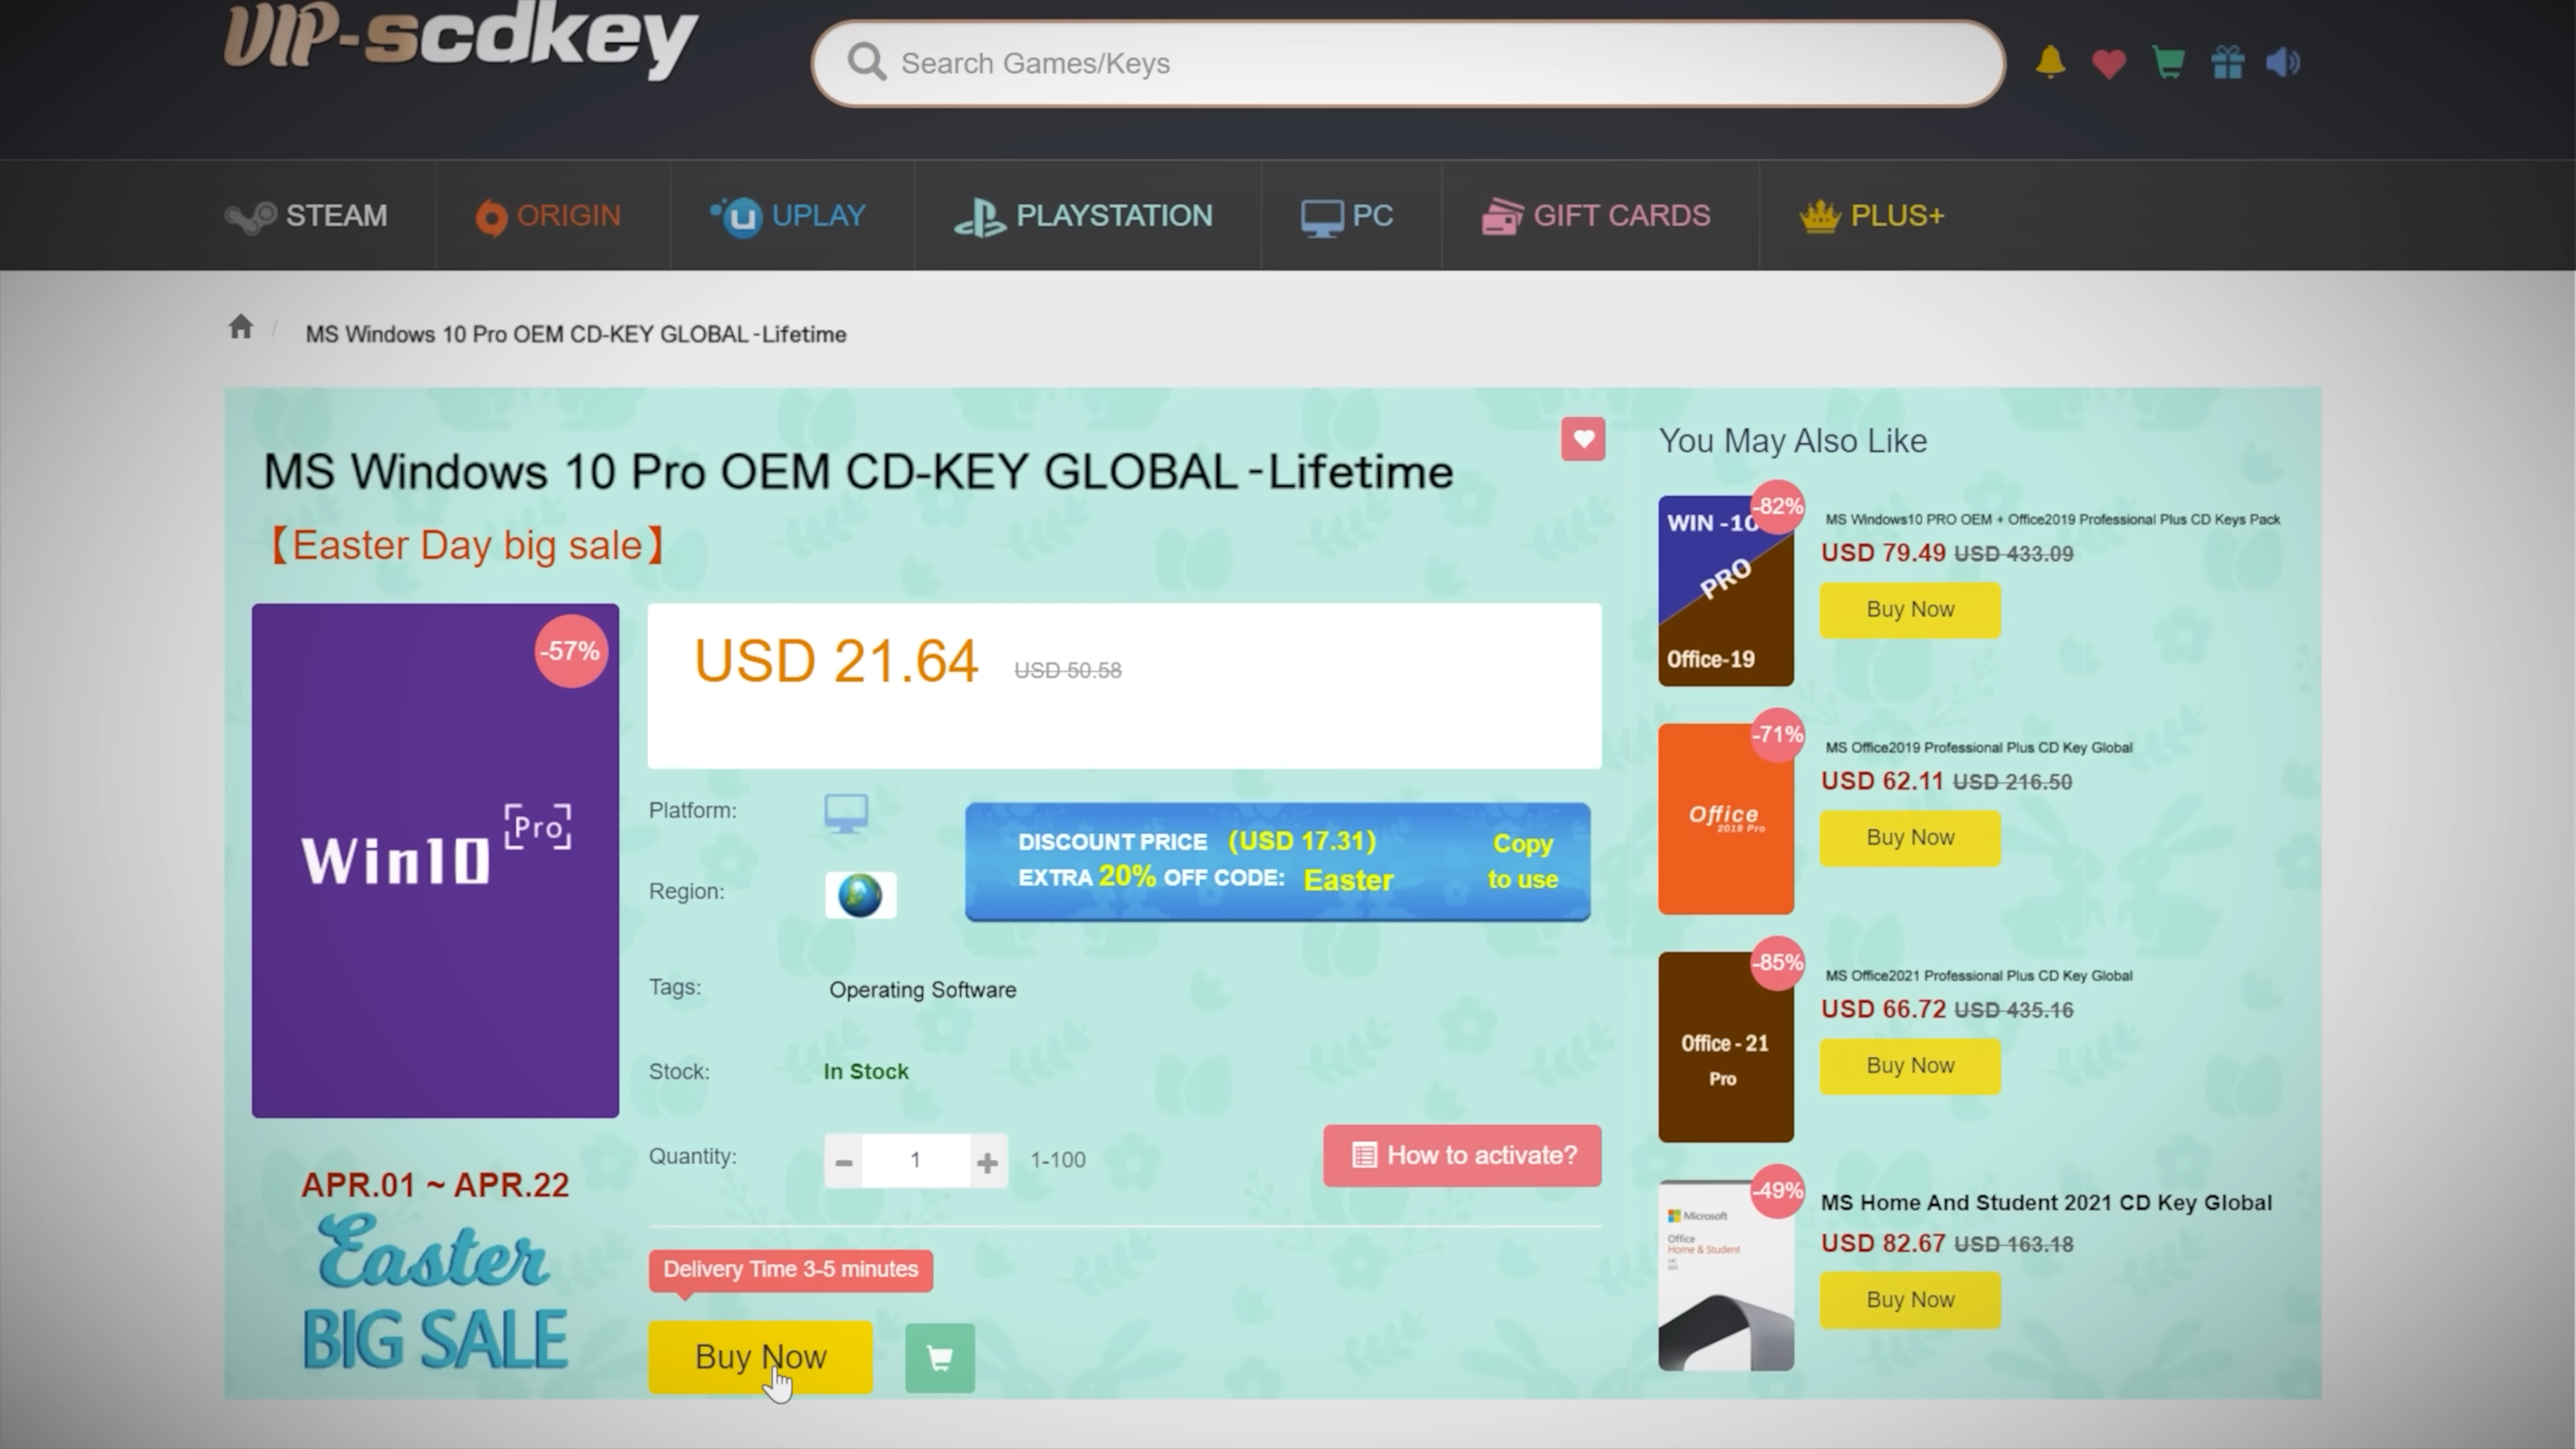 VIP-scdkey
Search Games/Keys
STEAM
ORIGIN
UPLAY
PLAYSTATION
PC
GIFT CARDS
PLUS+
MS Windows 10 Pro OEM CD-KEY GLOBAL -Lifetime
MS Windows 10 Pro OEM CD-KEY GLOBAL -Lifetime
【Easter Day big sale】
-57%
Win10 [Pro]
APR.01 ~ APR.22
Easter
BIG SALE
USD 21.64 USD 50.58
Platform:
DISCOUNT PRICE (USD 17.31)
EXTRA 20% OFF CODE: Easter
Copy
to use
Region:
Tags: Operating Software
Stock: In Stock
Quantity: 1 1-100
How to activate?
Delivery Time 3-5 minutes
Buy Now
You May Also Like
-82%
WIN -10
PRO
Office-19
MS Windows10 PRO OEM + Office2019 Professional Plus CD Keys Pack
USD 79.49 USD 433.09
Buy Now
-71%
Office
2019 Pro
MS Office2019 Professional Plus CD Key Global
USD 62.11 USD 216.50
Buy Now
-85%
Office - 21
Pro
MS Office2021 Professional Plus CD Key Global
USD 66.72 USD 435.16
Buy Now
-49%
Microsoft
Office
Home & Student
MS Home And Student 2021 CD Key Global
USD 82.67 USD 163.18
Buy Now